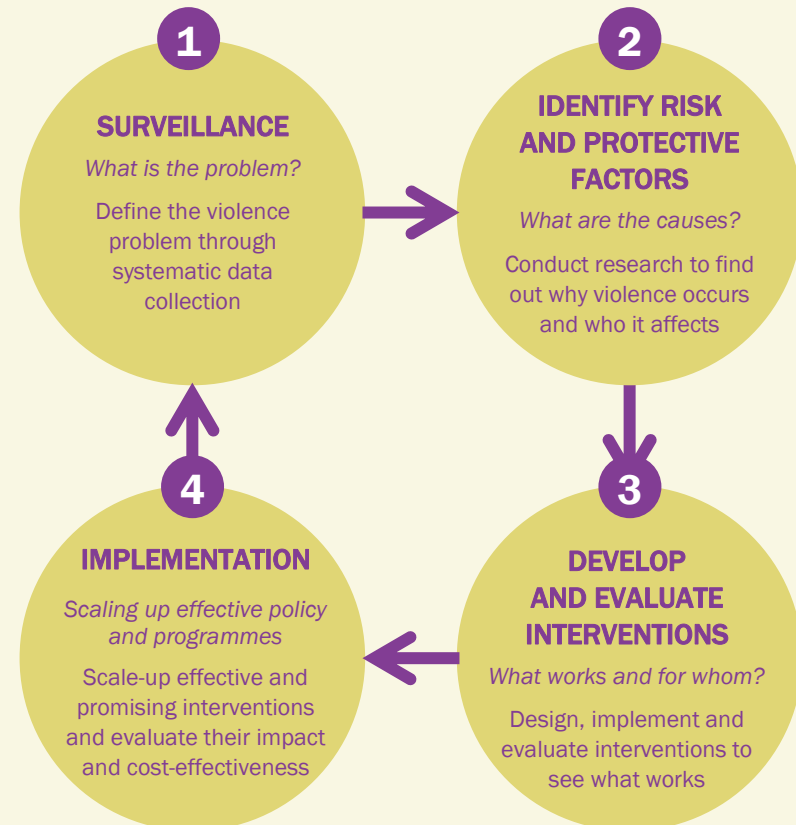 1
SURVEILLANCE
What is the problem?
Define the violence
problem through
systematic data
collection
2
IDENTIFY RISK
AND PROTECTIVE
FACTORS
What are the causes?
Conduct research to find
out why violence occurs
and who it affects
3
DEVELOP
AND EVALUATE
INTERVENTIONS
What works and for whom?
Design, implement and
evaluate interventions to
see what works
4
IMPLEMENTATION
Scaling up effective policy
and programmes
Scale-up effective and
promising interventions
and evaluate their impact
and cost-effectiveness